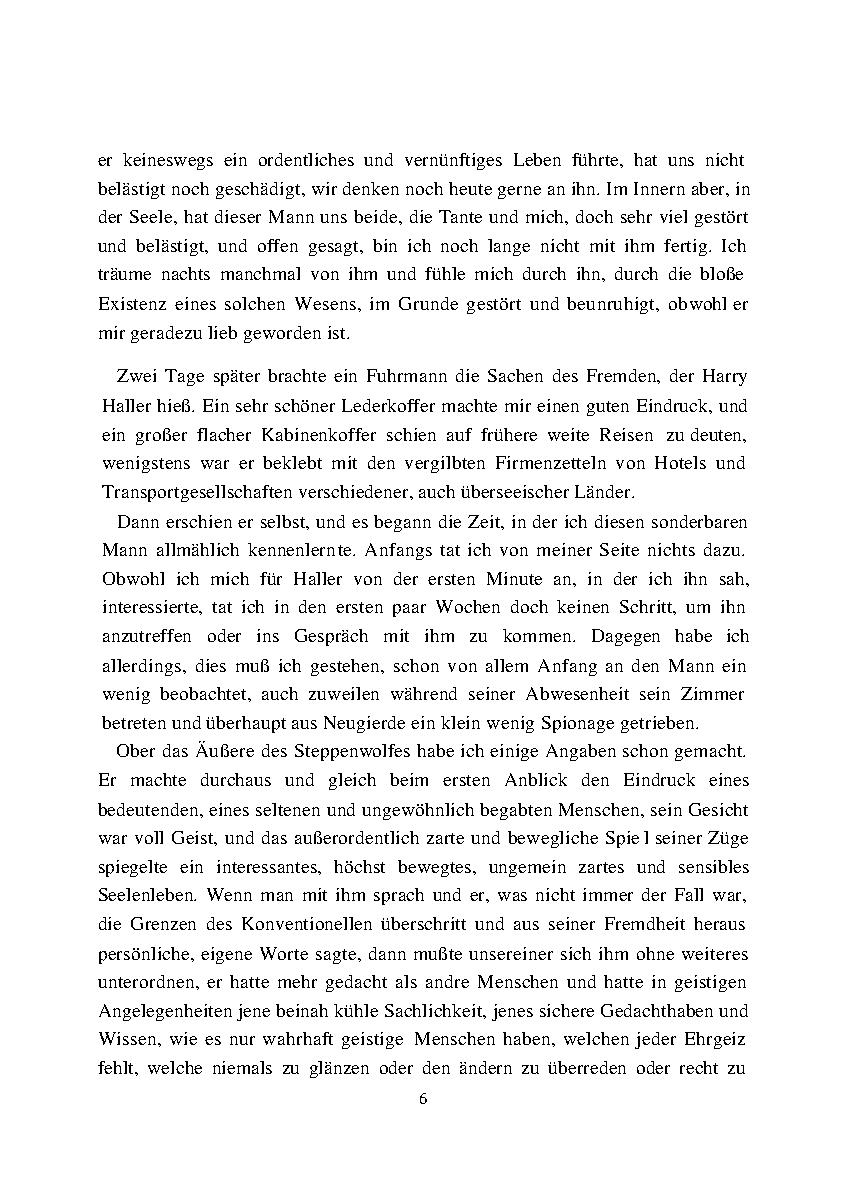 er keineswegs ein ordentliches und vernünftiges Leben führte, hat uns nicht
belästigt noch geschädigt, wir denken noch heute gerne an ihn. Im Innern aber, in
der Seele, hat dieser Mann uns beide, die Tante und mich, doch sehr viel gestört
und belästigt, und offen gesagt, bin ich noch lange nicht mit ihm fertig. Ich
träume nachts manchmal von ihm und fühle mich durch ihn, durch die bloße
Existenz eines solchen Wesens, im Grunde gestört und beunruhigt, obwohl er
mir geradezu lieb geworden ist.
Zwei Tage später brachte ein Fuhrmann die Sachen des Fremden, der Harry
Haller hieß. Ein sehr schöner Lederkoffer machte mir einen guten Eindruck, und
ein großer flacher Kabinenkoffer schien auf frühere weite Reisen zu deuten,
wenigstens war er beklebt mit den vergilbten Firmenzetteln von Hotels und
Transportgesellschaften verschiedener, auch überseeischer Länder.
Dann erschien er selbst, und es begann die Zeit, in der ich diesen sonderbaren
Mann allmählich kennenlernte. Anfangs tat ich von meiner Seite nichts dazu.
Obwohl ich mich für Haller von der ersten Minute an, in der ich ihn sah,
interessierte, tat ich in den ersten paar Wochen doch keinen Schritt, um ihn
anzutreffen oder ins Gespräch mit ihm zu kommen. Dagegen habe ich
allerdings, dies muß ich gestehen, schon von allem Anfang an den Mann ein
wenig beobachtet, auch zuweilen während seiner Abwesenheit sein Zimmer
betreten und überhaupt aus Neugierde ein klein wenig Spionage getrieben.
Ober das Äußere des Steppenwolfes habe ich einige Angaben schon gemacht.
Er machte durchaus und gleich beim ersten Anblick den Eindruck eines
bedeutenden, eines seltenen und ungewöhnlich begabten Menschen, sein Gesicht
war voll Geist, und das außerordentlich zarte und bewegliche Spie l seiner Züge
spiegelte ein interessantes, höchst bewegtes, ungemein zartes und sensibles
Seelenleben. Wenn man mit ihm sprach und er, was nicht immer der Fall war,
die Grenzen des Konventionellen überschritt und aus seiner Fremdheit heraus
persönliche, eigene Worte sagte, dann mußte unsereiner sich ihm ohne weiteres
unterordnen, er hatte mehr gedacht als andre Menschen und hatte in geistigen
Angelegenheiten jene beinah kühle Sachlichkeit, jenes sichere Gedachthaben und
Wissen, wie es nur wahrhaft geistige Menschen haben, welchen jeder Ehrgeiz
fehlt, welche niemals zu glänzen oder den ändern zu überreden oder recht zu
6